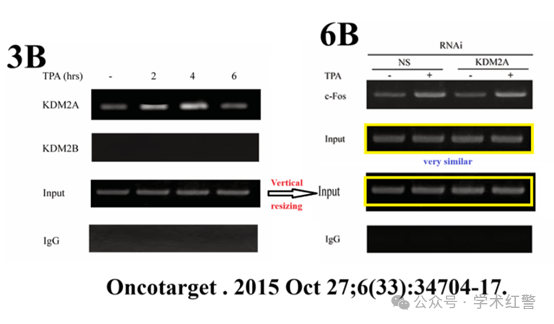 3B
TPA (hrs) - 2 4 6
KDM2A
KDM2B
Input
IgG
Vertical
resizing
6B
RNAi
NS KDM2A
TPA - + - +
c-Fos
Input
very similar
Input
IgG
Oncotarget . 2015 Oct 27;6(33):34704-17.
公众号 · 学术红警